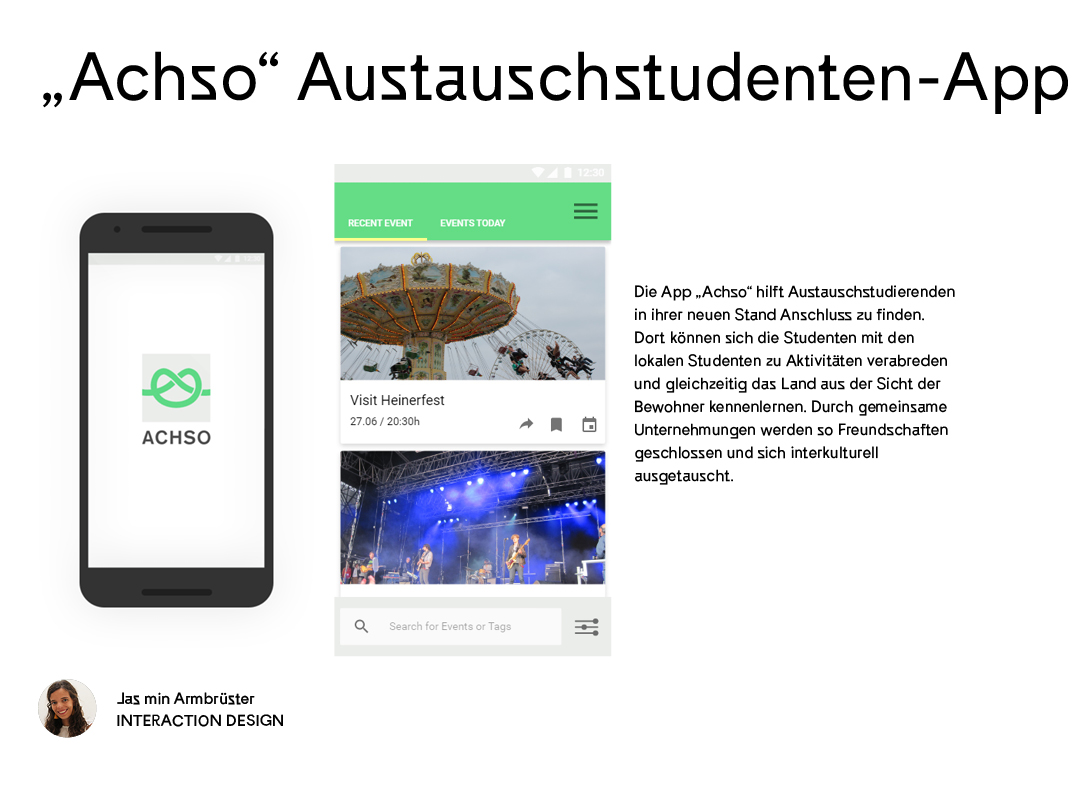 „Achso“ Austauschstudenten-App
12:30
RECENT EVENT EVENTS TODAY
Visit Heinerfest
27.06 / 20:30h
Search for Events or Tags
ACHSO
Die App „Achso“ hilft Austauschstudierenden
in ihrer neuen Stand Anschluss zu finden.
Dort können sich die Studenten mit den
lokalen Studenten zu Aktivitäten verabreden
und gleichzeitig das Land aus der Sicht der
Bewohner kennenlernen. Durch gemeinsame
Unternehmungen werden so Freundschaften
geschlossen und sich interkulturell
ausgetauscht.
Jas min Armbrüster
INTERACTION DESIGN